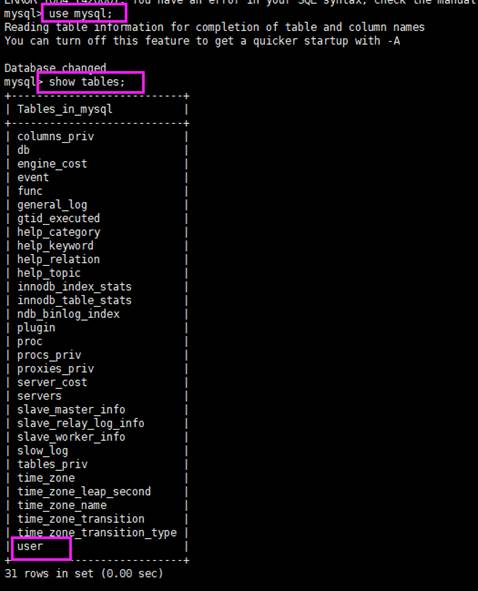 ERROR 1064 (42000): You have an error in your SQL syntax; check the manual
mysql> use mysql;
Reading table information for completion of table and column names
You can turn off this feature to get a quicker startup with -A
Database changed
mysql> show tables;
+---------------------------+
| Tables_in_mysql           |
+---------------------------+
| columns_priv              |
| db                        |
| engine_cost               |
| event                     |
| func                      |
| general_log               |
| gtid_executed             |
| help_category             |
| help_keyword              |
| help_relation             |
| help_topic                |
| innodb_index_stats        |
| innodb_table_stats        |
| ndb_binlog_index          |
| plugin                    |
| proc                      |
| procs_priv                |
| proxies_priv              |
| server_cost               |
| servers                   |
| slave_master_info         |
| slave_relay_log_info      |
| slave_worker_info         |
| slow_log                  |
| tables_priv               |
| time_zone                 |
| time_zone_leap_second     |
| time_zone_name            |
| time_zone_transition      |
| time_zone_transition_type |
| user                      |
+---------------------------+
31 rows in set (0.00 sec)